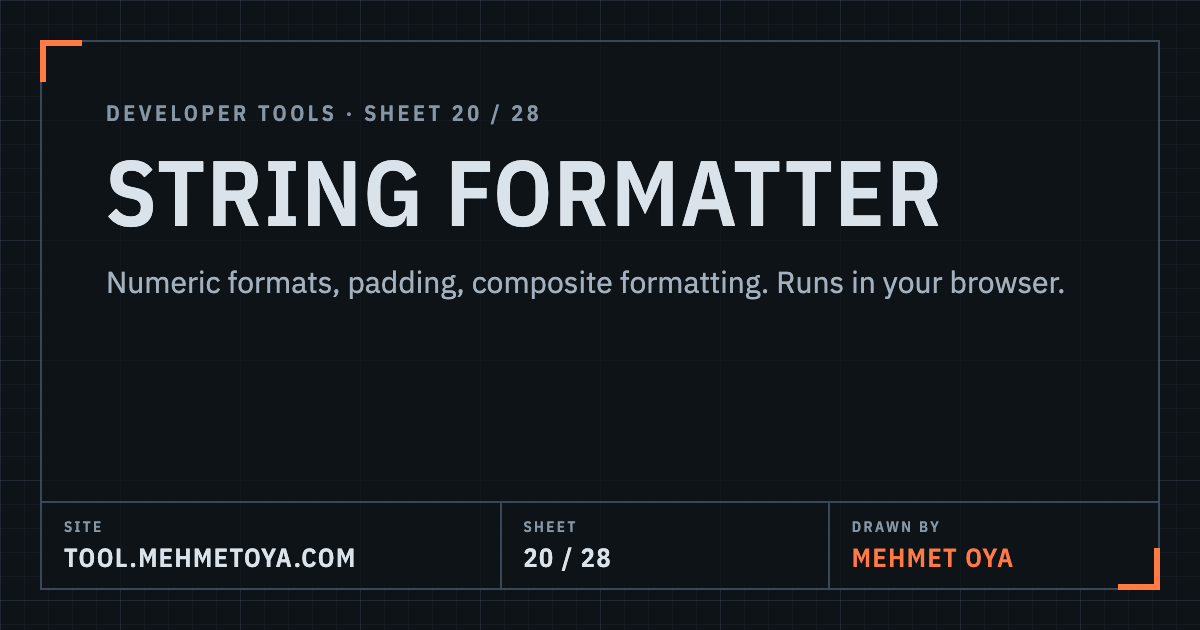 DEVELOPER TOOLS · SHEET 20 / 28
STRING FORMATTER
Numeric formats, padding, composite formatting. Runs in your browser.
SITE
TOOL.MEHMETOYA.COM
SHEET
20 / 28
DRAWN BY
MEHMET OYA